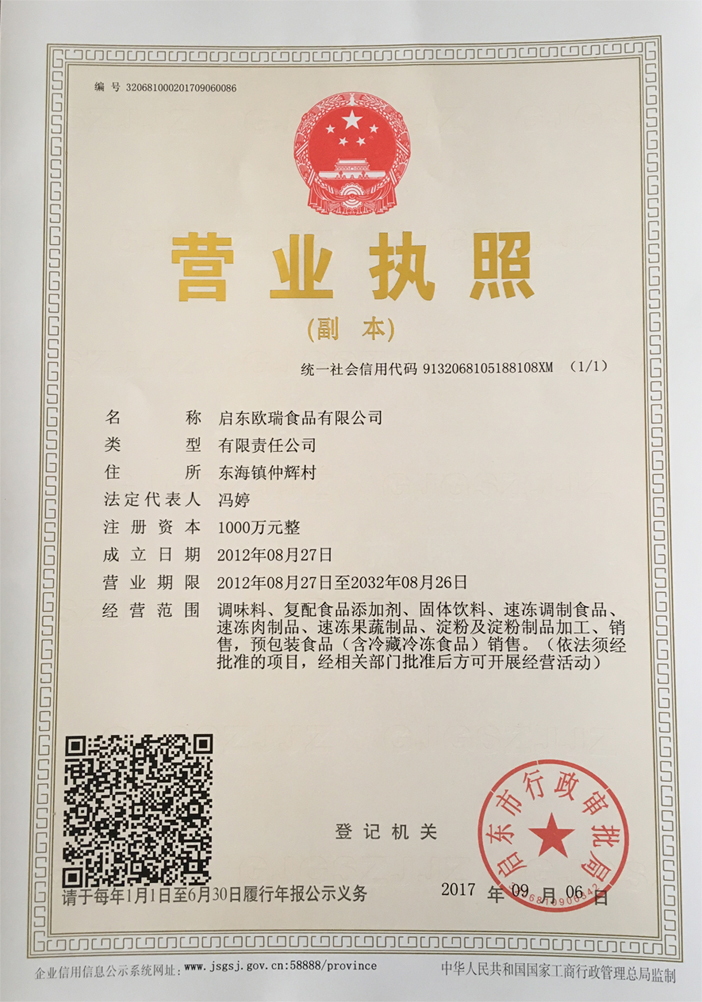 编号 320681000201709060086
营业执照
(副本)
统一社会信用代码 9132068105188108XM (1/1)
名称 启东欧瑞食品有限公司
类型 有限责任公司
住所 东海镇仲辉村
法定代表人 冯婷
注册资本 1000万元整
成立日期 2012年08月27日
营业期限 2012年08月27日至2032年08月26日
经营范围 调味料、复配食品添加剂、固体饮料、速冻调制食品、
速冻肉制品、速冻果蔬制品、淀粉及淀粉制品加工、销
售，预包装食品（含冷藏冷冻食品）销售。（依法须经
批准的项目，经相关部门批准后方可开展经营活动）
登记机关
启东市行政审批局
2017年09月06日
请于每年1月1日至6月30日履行年报公示义务
企业信用信息公示系统网址：www.jsgsj.gov.cn:58888/province
中华人民共和国国家工商行政管理总局监制